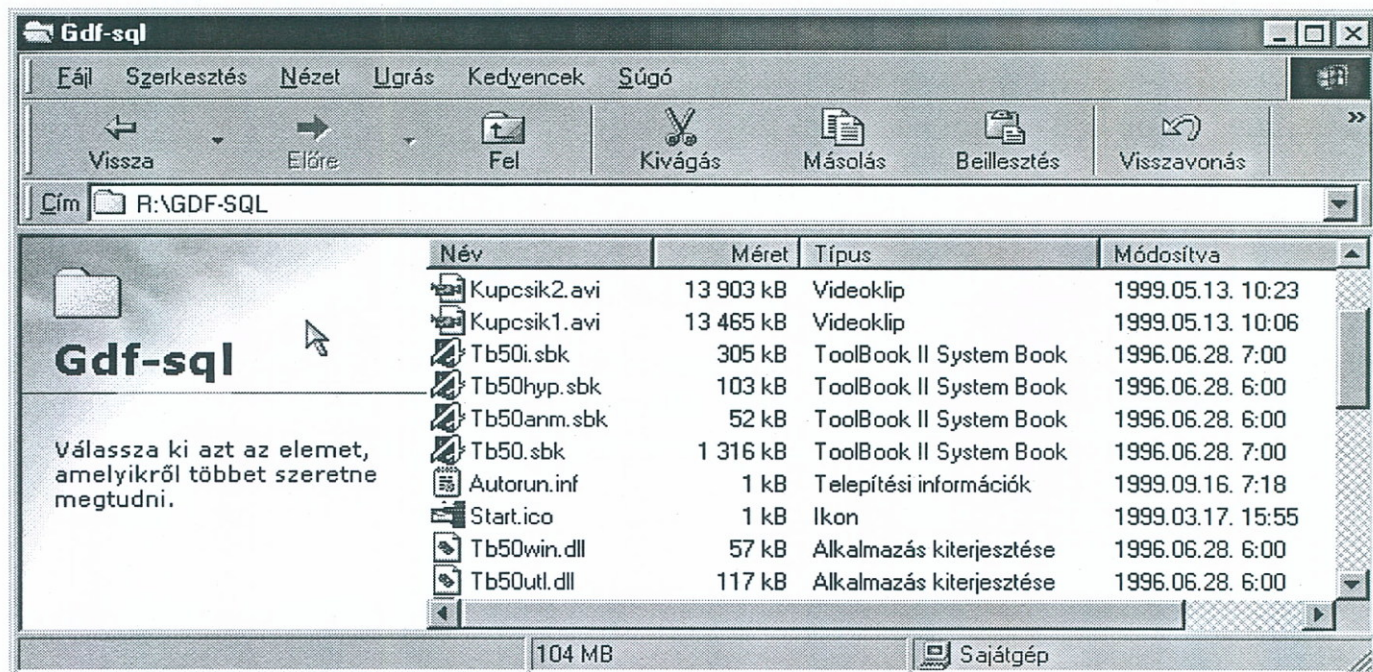 Gdf-sql
Fájl Szerkesztés Nézet Ugrás Kedvencek Súgó
Vissza Előre Fel Kivágás Másolás Beillesztés Visszavonás »
Cím R:\GDF-SQL
Gdf-sql
Válassza ki azt az elemet,
amelyikről többet szeretne
megtudni.
Név Méret Típus Módosítva
Kupcsik2.avi 13 903 kB Videoklip 1999.05.13. 10:23
Kupcsik1.avi 13 465 kB Videoklip 1999.05.13. 10:06
Tb50i.sbk 305 kB ToolBook II System Book 1996.06.28. 7:00
Tb50hyp.sbk 103 kB ToolBook II System Book 1996.06.28. 6:00
Tb50anm.sbk 52 kB ToolBook II System Book 1996.06.28. 6:00
Tb50.sbk 1 316 kB ToolBook II System Book 1996.06.28. 7:00
Autorun.inf 1 kB Telepítési információk 1999.09.16. 7:18
Start.ico 1 kB Ikon 1999.03.17. 15:55
Tb50win.dll 57 kB Alkalmazás kiterjesztése 1996.06.28. 6:00
Tb50utl.dll 117 kB Alkalmazás kiterjesztése 1996.06.28. 6:00
104 MB Sajátgép